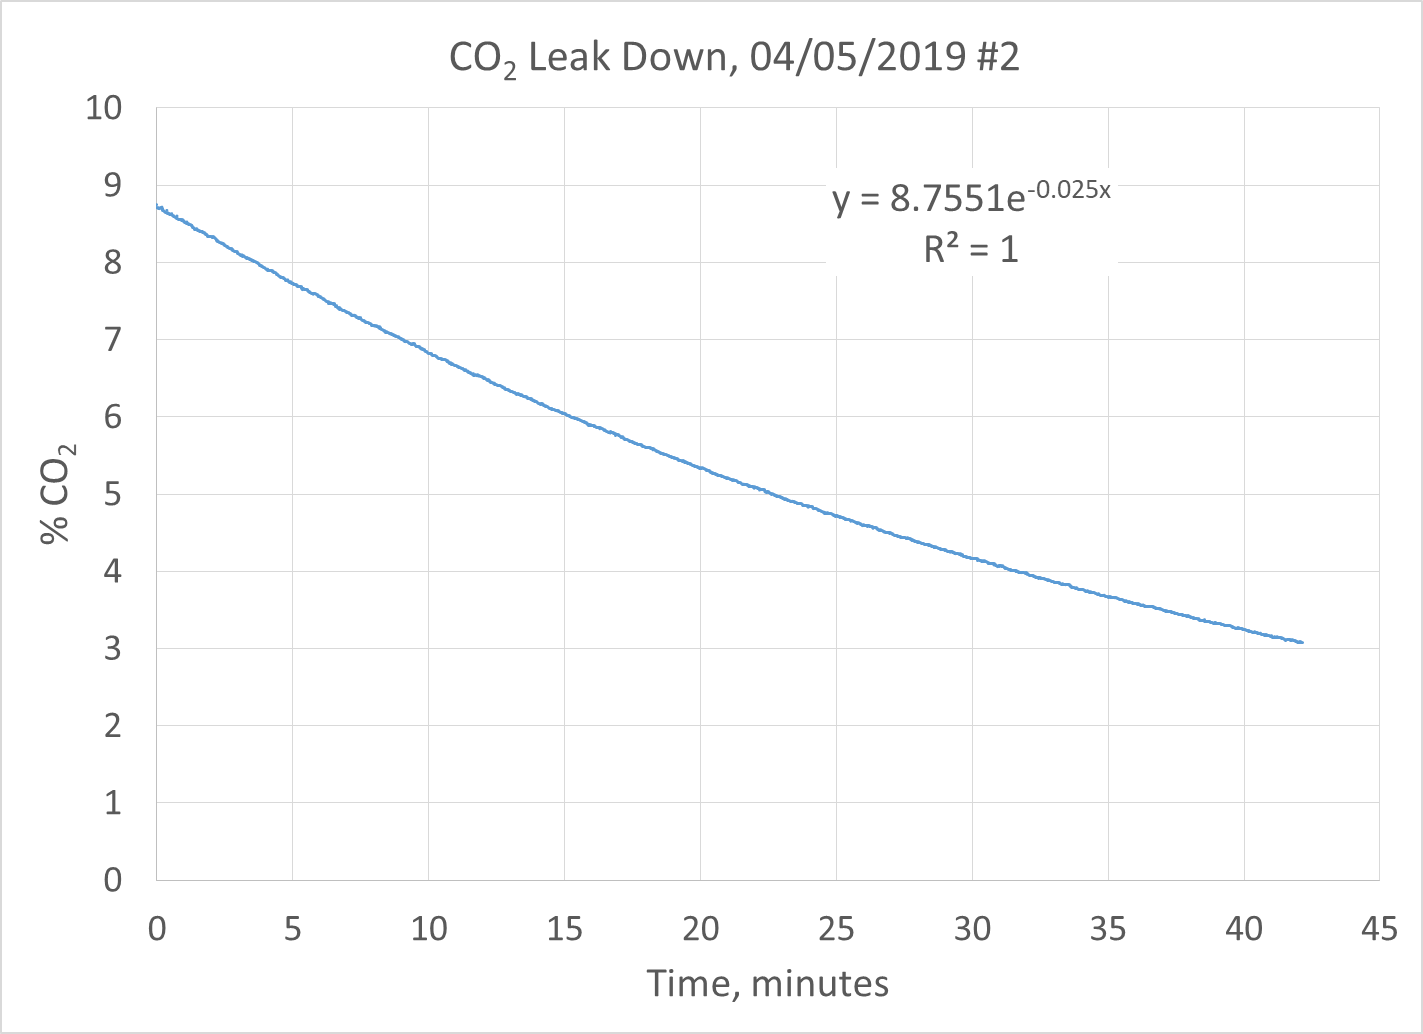 CO₂ Leak Down, 04/05/2019 #2
10
9
8
7
6
5
4
3
2
1
0
% CO₂
y = 8.7551e⁻⁰·⁰²⁵ˣ
R² = 1
0 5 10 15 20 25 30 35 40 45
Time, minutes